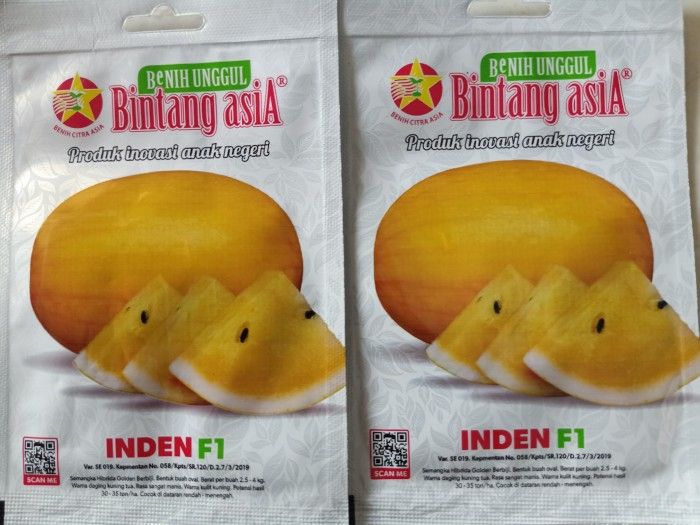 BeNIH UNGGUL
Bintang asiA®
BENIH CITRA ASIA
Produk inovasi anak negeri
INDEN F1
Var. SE 019. Kapmentan No. 058/Kpts/SR.120/D.2.7/3/2019
SCAN ME
Semangka Hibrida Golden Berbiji. Bentuk buah oval. Berat per buah 2.5 - 4 kg.
Warna daging kuning tua. Rasa sangat manis. Warna kulit kuning. Potensi hasil
30 - 35 ton/ha. Cocok di dataran rendah - menengah.
BeNIH UNGGUL
Bintang asiA®
BENIH CITRA ASIA
Produk inovasi anak negeri
INDEN F1
Var. SE 019. Kapmentan No. 058/Kpts/SR.120/D.2.7/3/2019
SCAN ME
Semangka Hibrida Golden Berbiji. Bentuk buah oval. Berat per buah 2.5 - 4 kg.
Warna daging kuning tua. Rasa sangat manis. Warna kulit kuning. Potensi hasil
30 - 35 ton/ha. Cocok di dataran rendah - menengah.